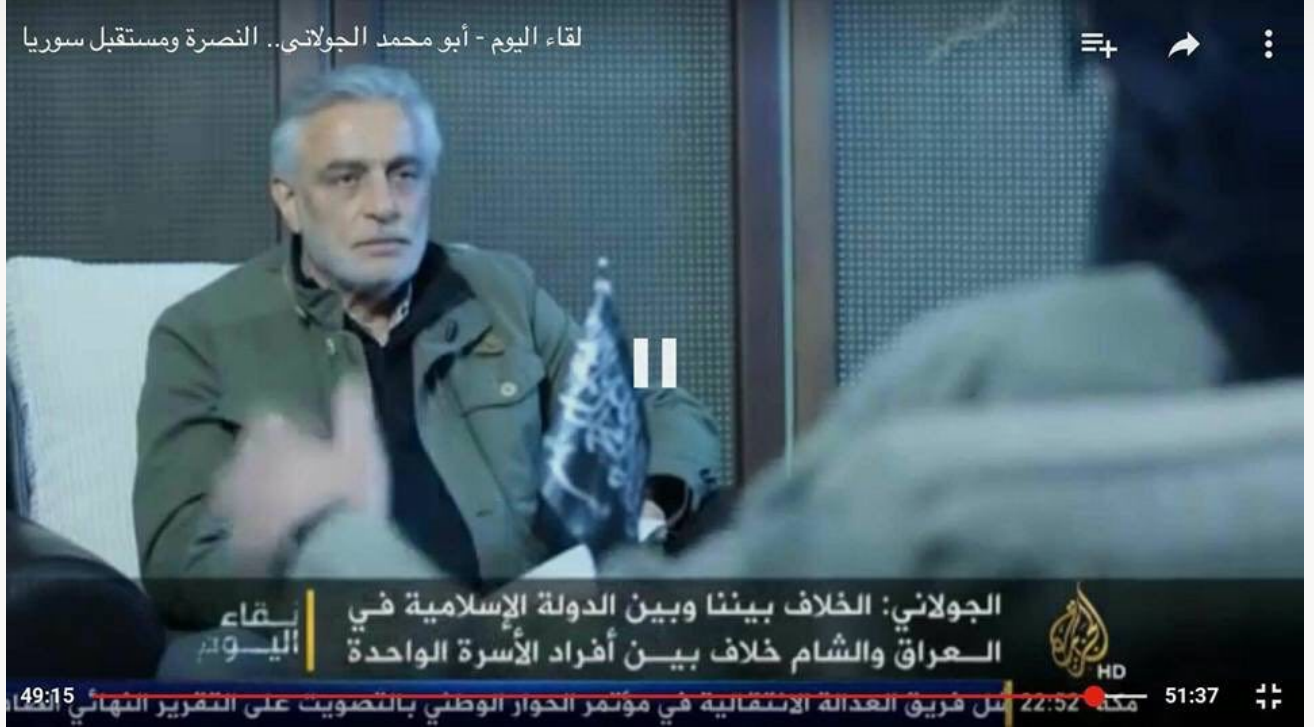 لقاء اليوم - أبو محمد الجولاني.. النصرة ومستقبل سوريا
الجولاني: الخلاف بيننا وبين الدولة الإسلامية في
العراق والشام خلاف بين أفراد الأسرة الواحدة
لقاء
اليوم
الجزيرة
HD
49:15
51:37
مكة 22:52
فريق العدالة الانتقالية في مؤتمر الحوار الوطني بالتصويت على التقرير النهائي